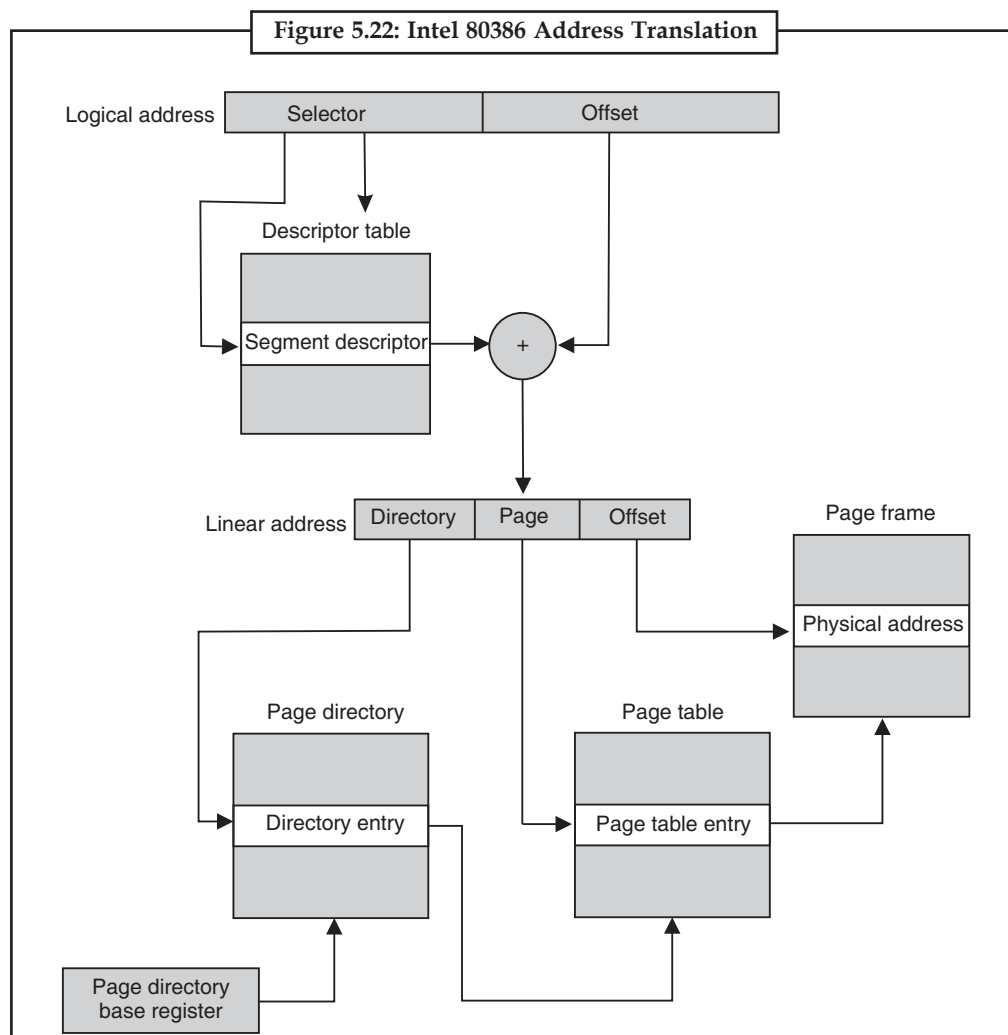 Figure 5.22: Intel 80386 Address Translation
Logical address
Selector
Offset
Descriptor table
Segment descriptor
+
Linear address
Directory
Page
Offset
Page frame
Physical address
Page directory
Page table
Directory entry
Page table entry
Page directory
base register